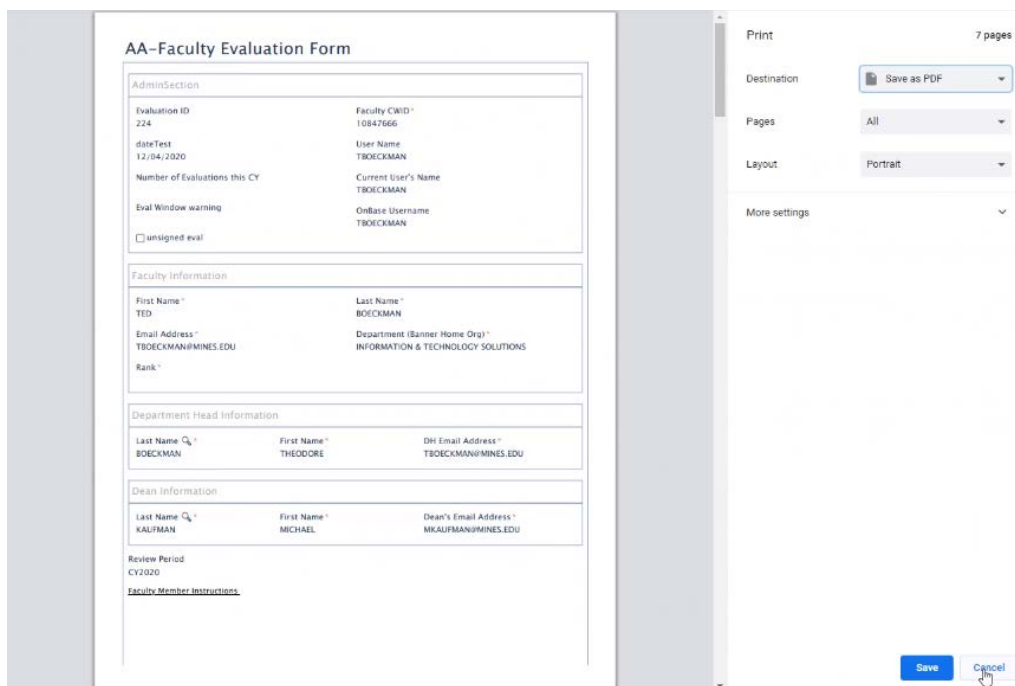 AA-Faculty Evaluation Form
AdminSection
Evaluation ID
Faculty CWID *
224
10847666
dateTest
User Name
12/04/2020
TBOECKMAN
Number of Evaluations this CY
Current User's Name
TBOECKMAN
Eval Window warning
OnBase Username
TBOECKMAN
unsigned eval
Faculty Information
First Name *
Last Name *
TED
BOECKMAN
Email Address *
Department (Banner Home Org) *
TBOECKMAN@MINES.EDU
INFORMATION & TECHNOLOGY SOLUTIONS
Rank *
Department Head Information
Last Name *
First Name *
DH Email Address *
BOECKMAN
THEODORE
TBOECKMAN@MINES.EDU
Dean Information
Last Name *
First Name *
Dean's Email Address *
KAUFMAN
MICHAEL
MKAUFMAN@MINES.EDU
Review Period
CY2020
Faculty Member Instructions
Print
7 pages
Destination
Save as PDF
Pages
All
Layout
Portrait
More settings
Save
Cancel